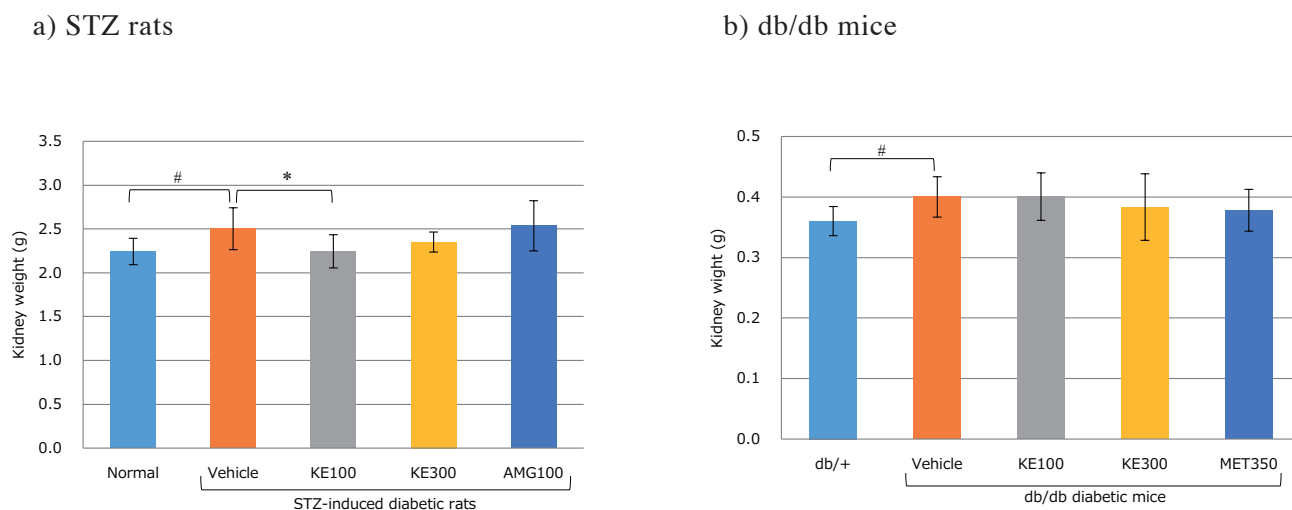 a) STZ rats
Kidney weight (g)
3.5
3.0
2.5
2.0
1.5
1.0
0.5
0.0
#
*
Normal Vehicle KE100 KE300 AMG100
STZ-induced diabetic rats
b) db/db mice
Kidney wight (g)
0.5
0.4
0.3
0.2
0.1
0.0
#
db/+ Vehicle KE100 KE300 MET350
db/db diabetic mice